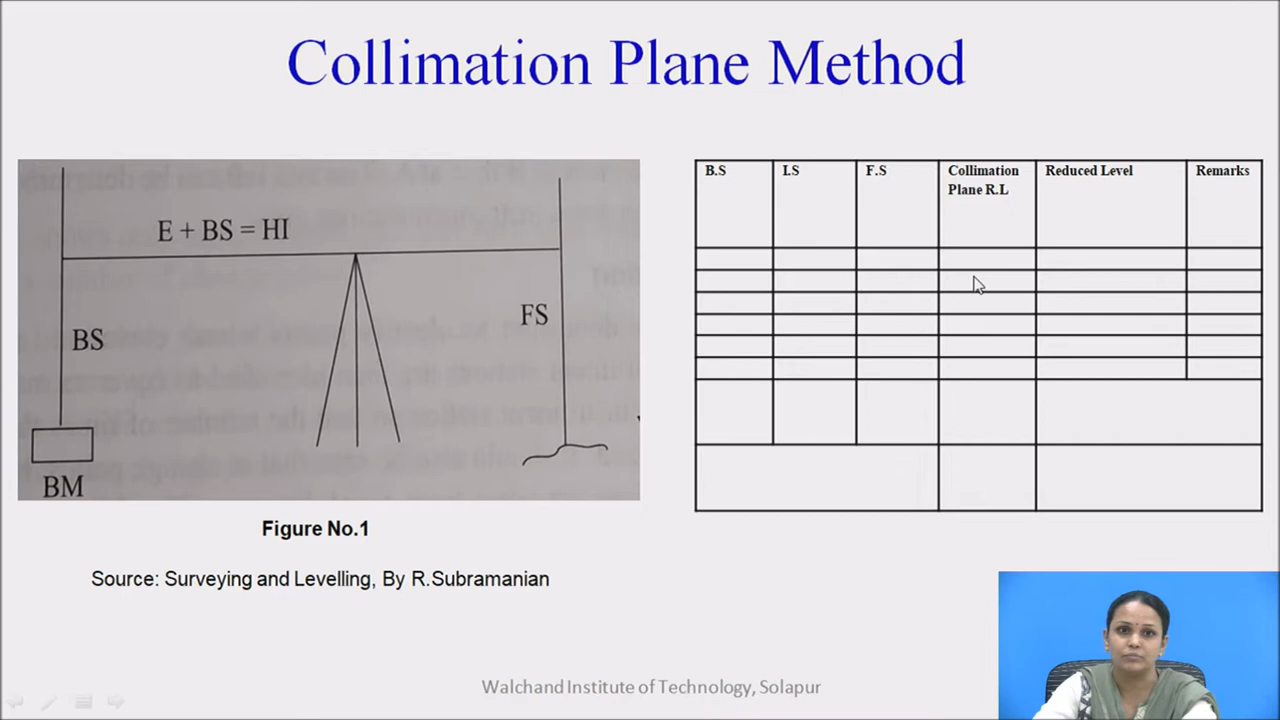 Collimation Plane Method
E + BS = HI
BS
FS
BM
B.S
I.S
F.S
Collimation
Plane R.L
Reduced Level
Remarks
Figure No.1
Source: Surveying and Levelling, By R.Subramanian
Walchand Institute of Technology, Solapur